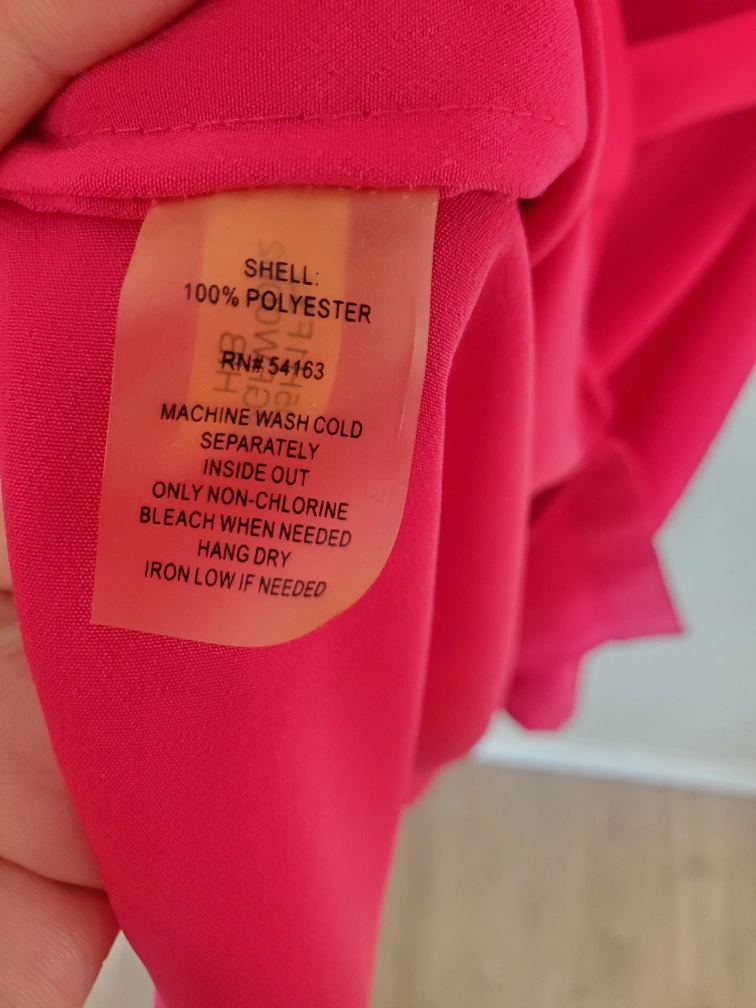 SHELL:
100% POLYESTER
RN# 54163
MACHINE WASH COLD
SEPARATELY
INSIDE OUT
ONLY NON-CHLORINE
BLEACH WHEN NEEDED
HANG DRY
IRON LOW IF NEEDED